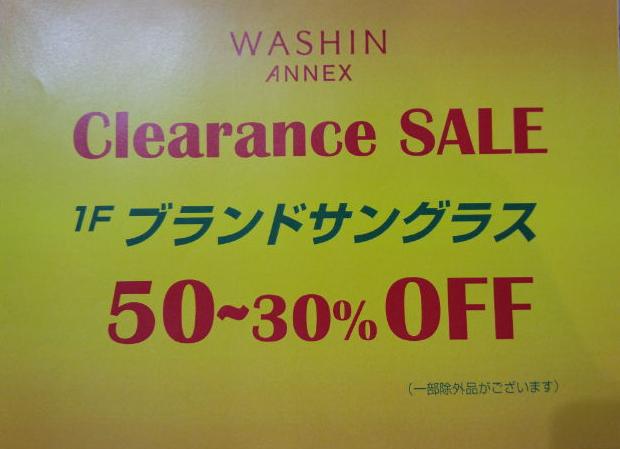 WASHIN
ANNEX
Clearance SALE
1F ブランドサングラス
50~30%OFF
（一部除外品がございます）